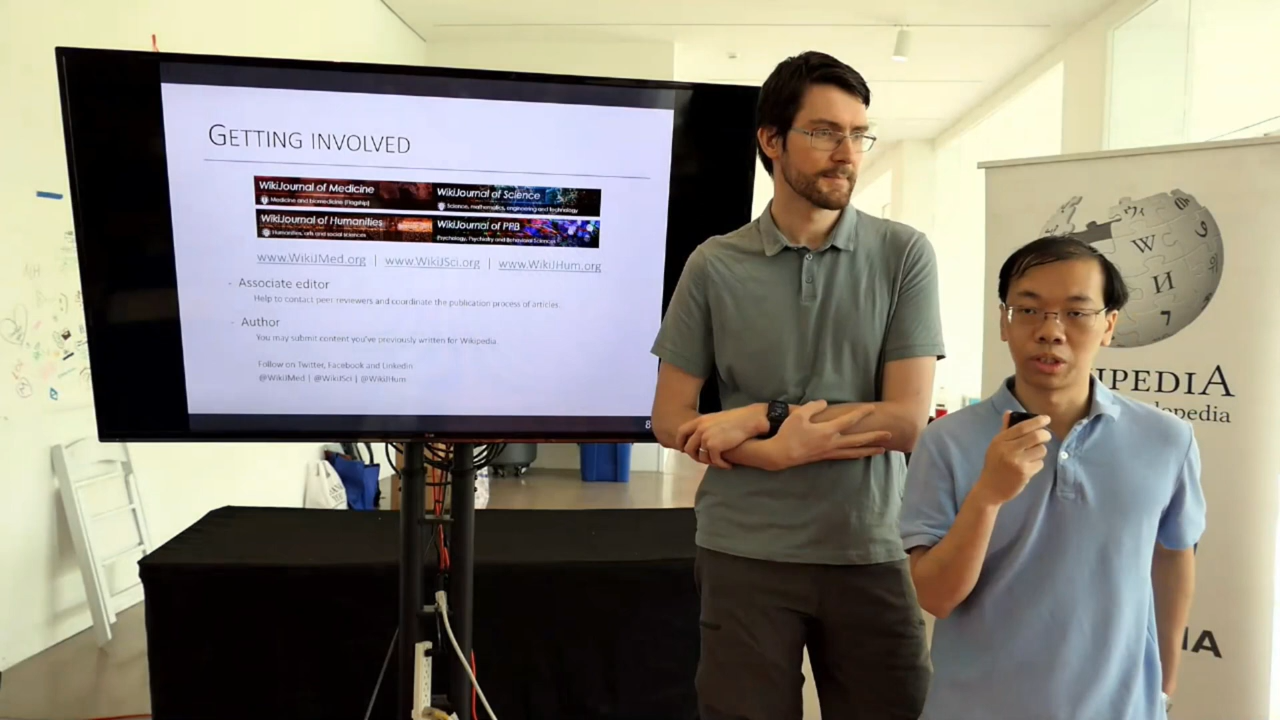 GETTING INVOLVED
WikiJournal of Medicine
Medicine and biomedicine (Flagship)
WikiJournal of Science
Science, mathematics, engineering and technology
WikiJournal of Humanities
Humanities, arts and social sciences
WikiJournal of PPB
Psychology, Psychiatry and Behavioral Sciences
www.WikiJMed.org | www.WikiJSci.org | www.WikiJHum.org
- Associate editor
Help to contact peer reviewers and coordinate the publication process of articles.
- Author
You may submit content you've previously written for Wikipedia.
Follow on Twitter, Facebook and Linkedin
@WikiJMed | @WikiJSci | @WikiJHum
8
W
И
IPEDIA
lopedia
IA